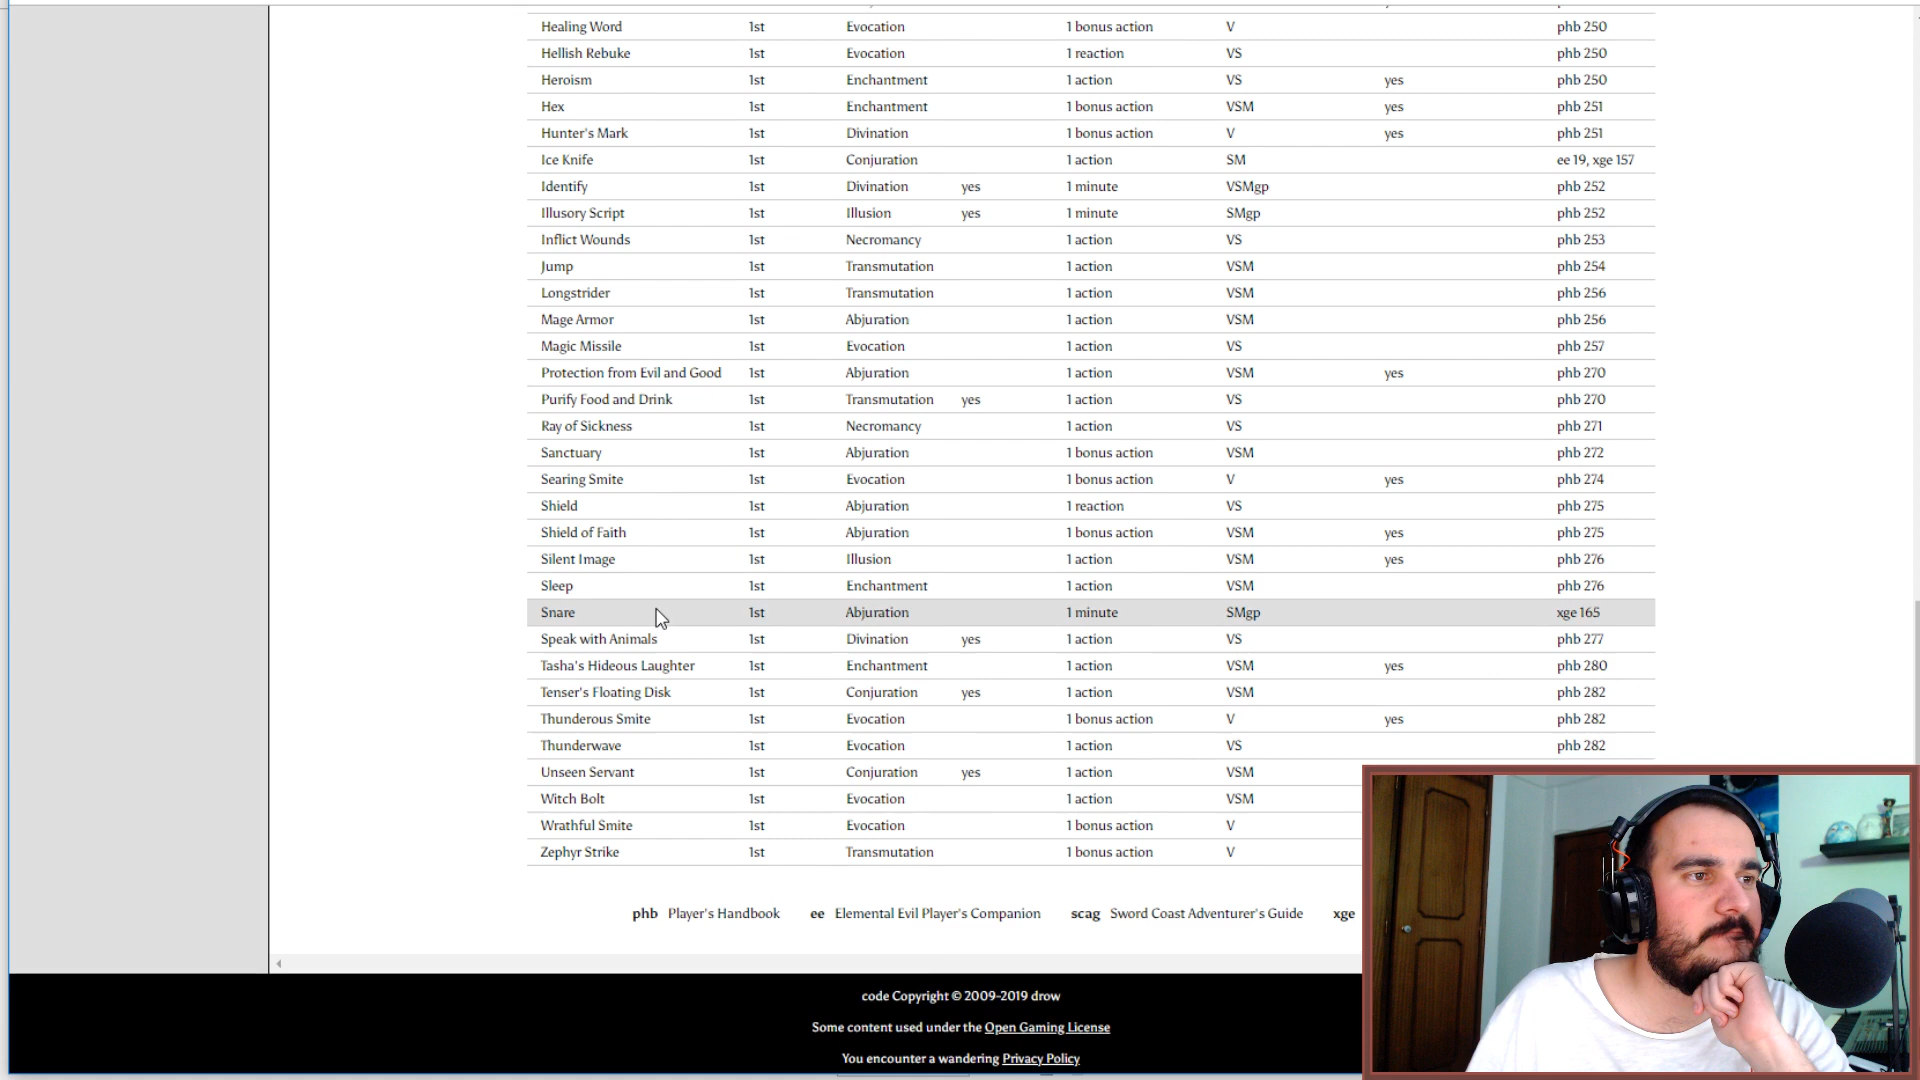 Healing Word 1st Evocation 1 bonus action V phb 250
Hellish Rebuke 1st Evocation 1 reaction VS phb 250
Heroism 1st Enchantment 1 action VS yes phb 250
Hex 1st Enchantment 1 bonus action VSM yes phb 251
Hunter's Mark 1st Divination 1 bonus action V yes phb 251
Ice Knife 1st Conjuration 1 action SM ee 19, xge 157
Identify 1st Divination yes 1 minute VSMgp phb 252
Illusory Script 1st Illusion yes 1 minute SMgp phb 252
Inflict Wounds 1st Necromancy 1 action VS phb 253
Jump 1st Transmutation 1 action VSM phb 254
Longstrider 1st Transmutation 1 action VSM phb 256
Mage Armor 1st Abjuration 1 action VSM phb 256
Magic Missile 1st Evocation 1 action VS phb 257
Protection from Evil and Good 1st Abjuration 1 action VSM yes phb 270
Purify Food and Drink 1st Transmutation yes 1 action VS phb 270
Ray of Sickness 1st Necromancy 1 action VS phb 271
Sanctuary 1st Abjuration 1 bonus action VSM phb 272
Searing Smite 1st Evocation 1 bonus action V yes phb 274
Shield 1st Abjuration 1 reaction VS phb 275
Shield of Faith 1st Abjuration 1 bonus action VSM yes phb 275
Silent Image 1st Illusion 1 action VSM yes phb 276
Sleep 1st Enchantment 1 action VSM phb 276
Snare 1st Abjuration 1 minute SMgp xge 165
Speak with Animals 1st Divination yes 1 action VS phb 277
Tasha's Hideous Laughter 1st Enchantment 1 action VSM yes phb 280
Tenser's Floating Disk 1st Conjuration yes 1 action VSM phb 282
Thunderous Smite 1st Evocation 1 bonus action V yes phb 282
Thunderwave 1st Evocation 1 action VS phb 282
Unseen Servant 1st Conjuration yes 1 action VSM
Witch Bolt 1st Evocation 1 action VSM
Wrathful Smite 1st Evocation 1 bonus action V
Zephyr Strike 1st Transmutation 1 bonus action V
phb Player's Handbook ee Elemental Evil Player's Companion scag Sword Coast Adventurer's Guide xge
code Copyright © 2009-2019 drow
Some content used under the Open Gaming License
You encounter a wandering Privacy Policy